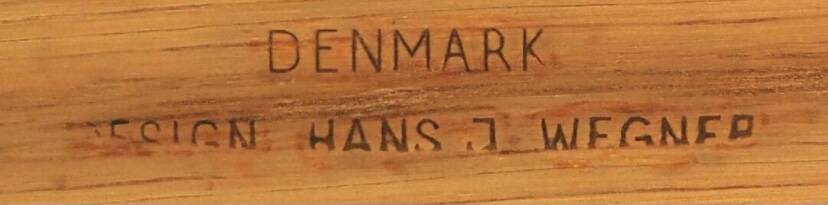 DENMARK
DESIGN: HANS J. WEGNER